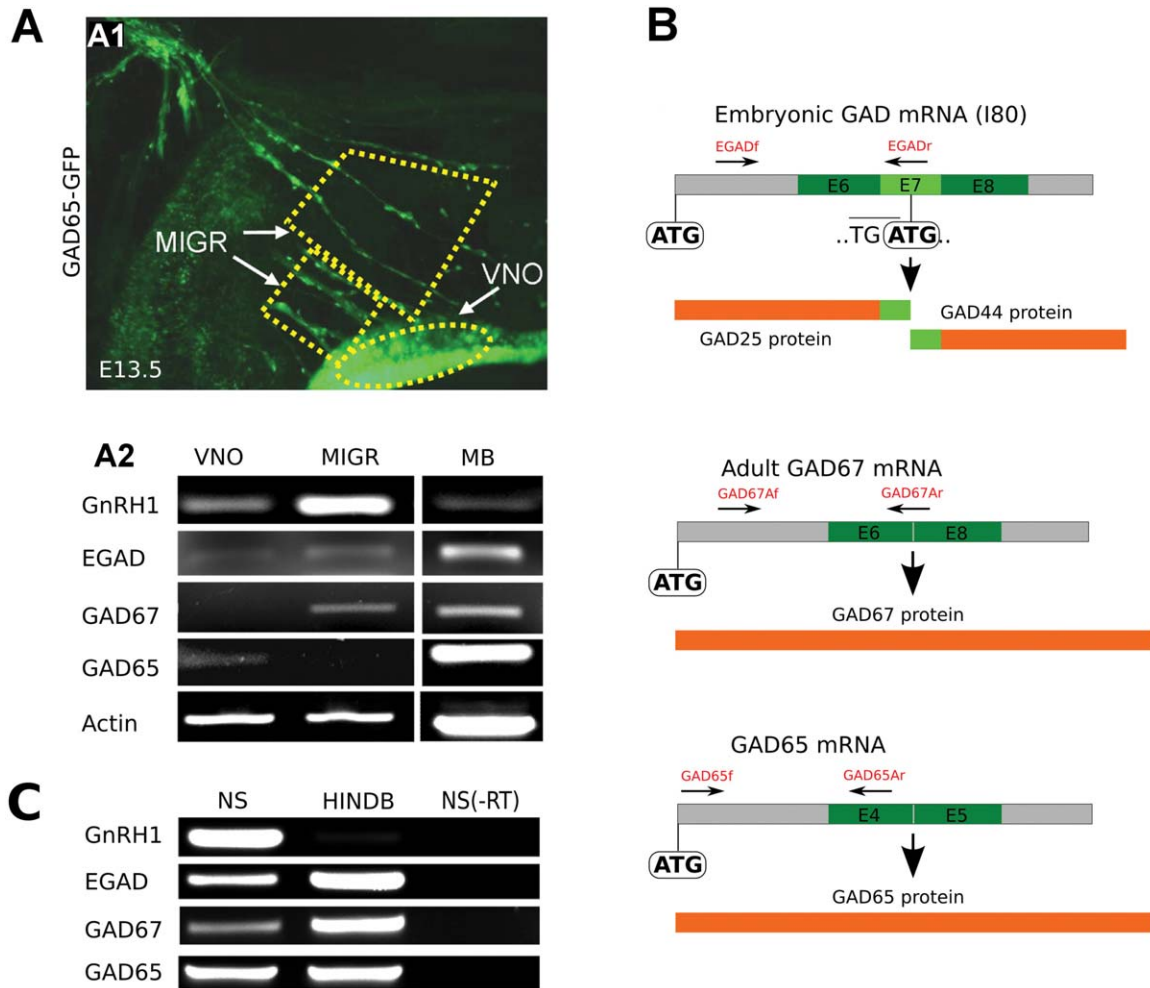 A
A1
GAD65-GFP
MIGR
VNO
E13.5
A2
VNO MIGR MB
GnRH1
EGAD
GAD67
GAD65
Actin
C
NS HINDB NS(-RT)
GnRH1
EGAD
GAD67
GAD65
B
Embryonic GAD mRNA (I80)
EGADf EGADr
E6 E7 E8
ATG ..TG ATG..
GAD25 protein GAD44 protein
Adult GAD67 mRNA
GAD67Af GAD67Ar
E6 E8
ATG
GAD67 protein
GAD65 mRNA
GAD65f GAD65Ar
E4 E5
ATG
GAD65 protein